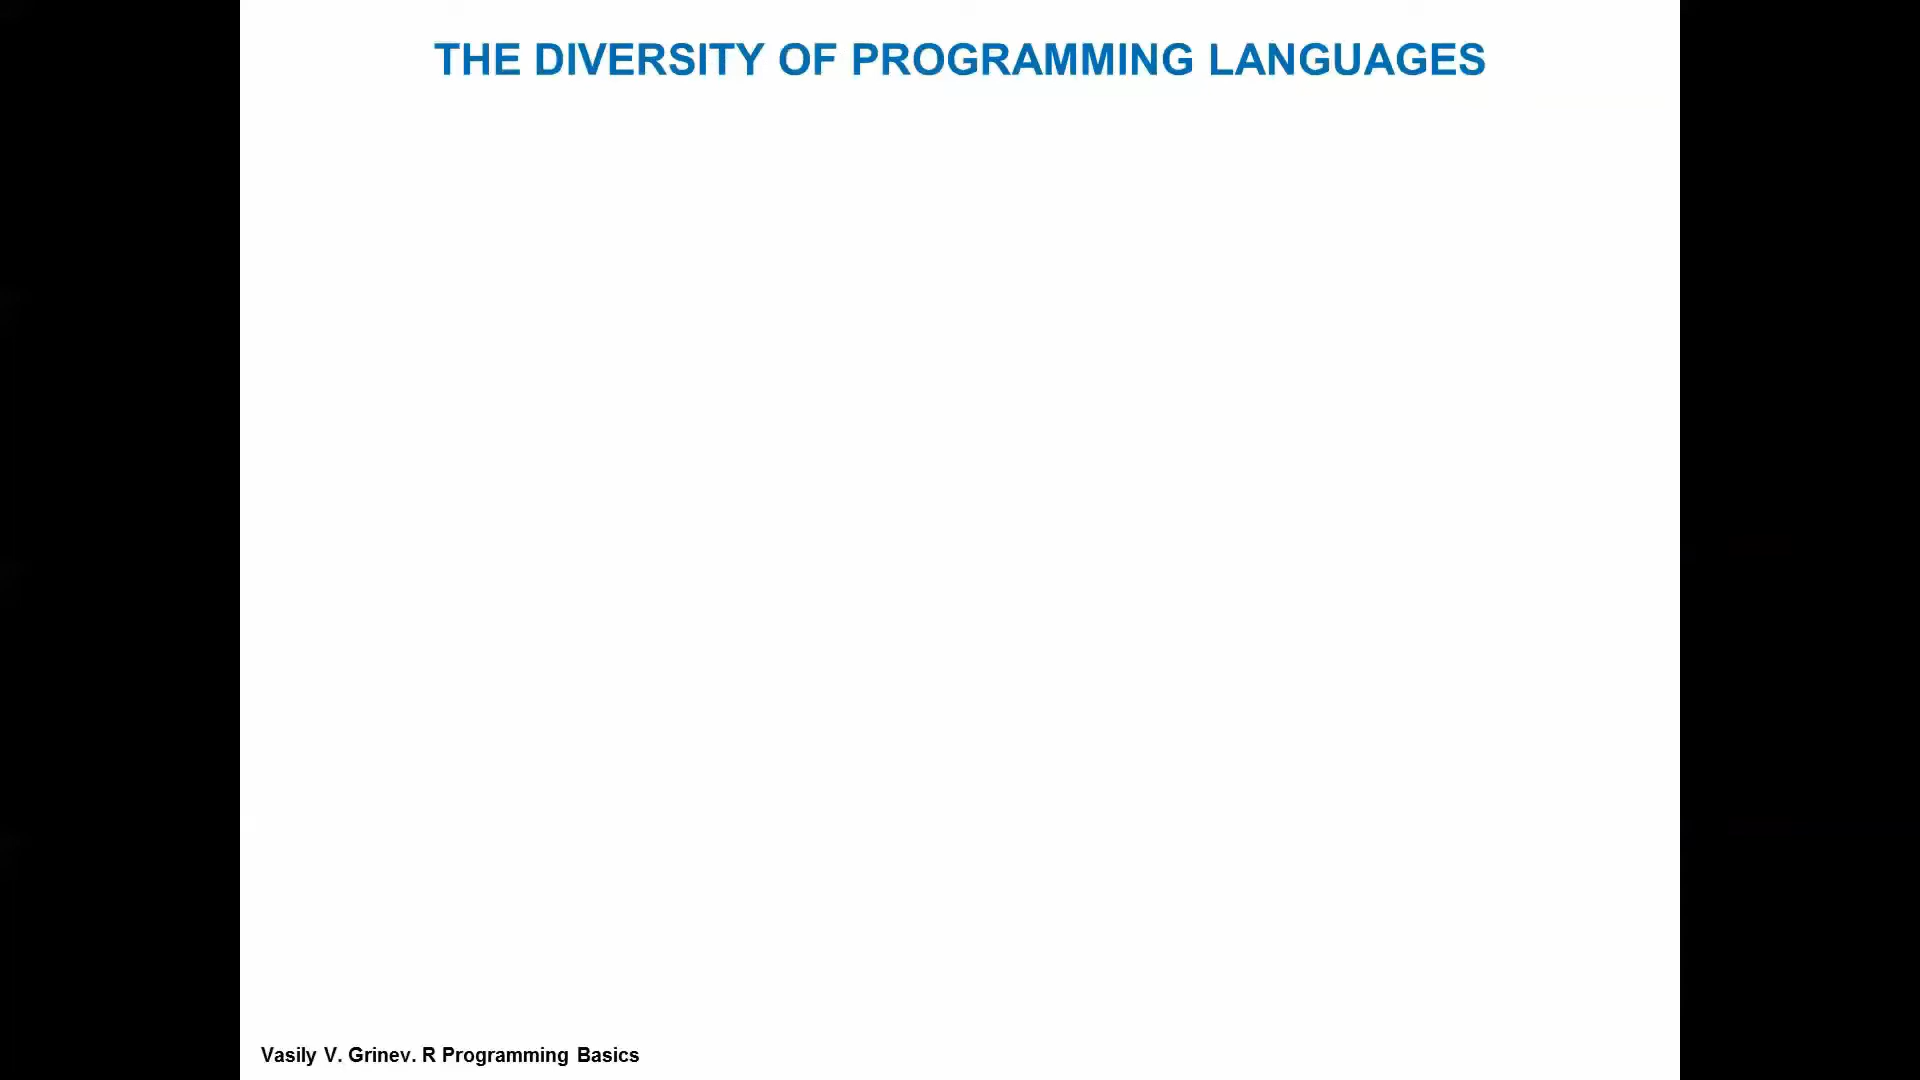 THE DIVERSITY OF PROGRAMMING LANGUAGES
Vasily V. Grinev. R Programming Basics